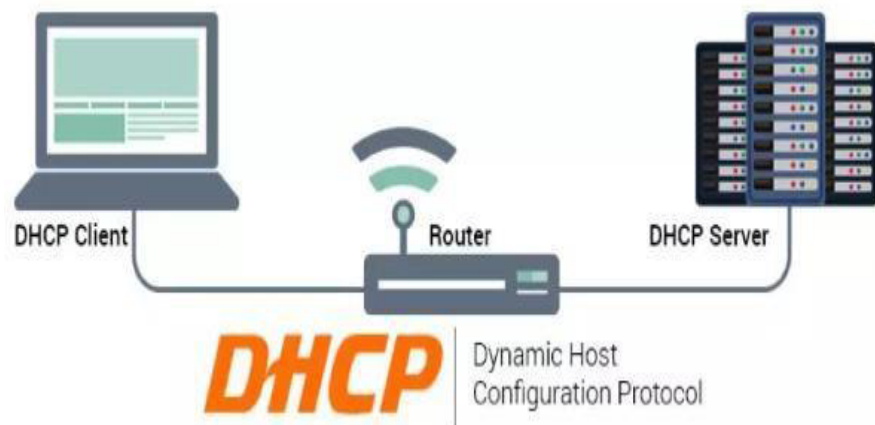 DHCP Client
Router
DHCP Server
DHCP
Dynamic Host
Configuration Protocol